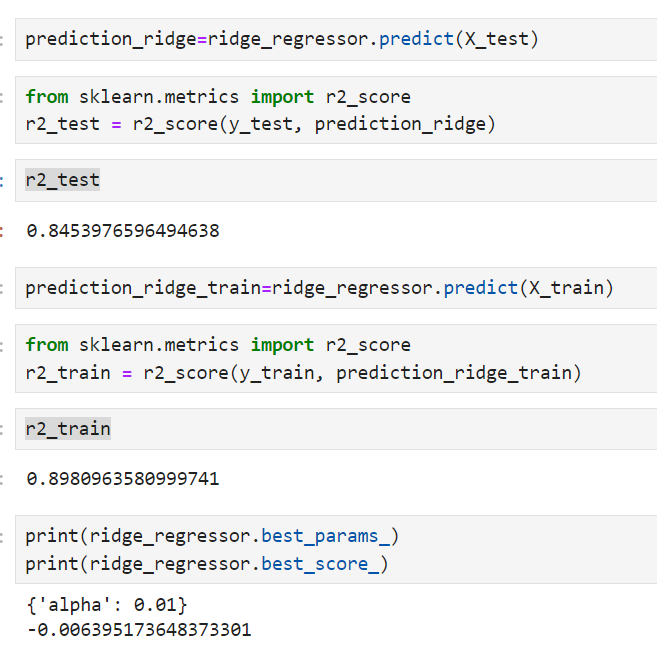 prediction_ridge=ridge_regressor.predict(X_test)
from sklearn.metrics import r2_score
r2_test = r2_score(y_test, prediction_ridge)
r2_test
0.8453976596494638
prediction_ridge_train=ridge_regressor.predict(X_train)
from sklearn.metrics import r2_score
r2_train = r2_score(y_train, prediction_ridge_train)
r2_train
0.8980963580999741
print(ridge_regressor.best_params_)
print(ridge_regressor.best_score_)
{'alpha': 0.01}
-0.006395173648373301